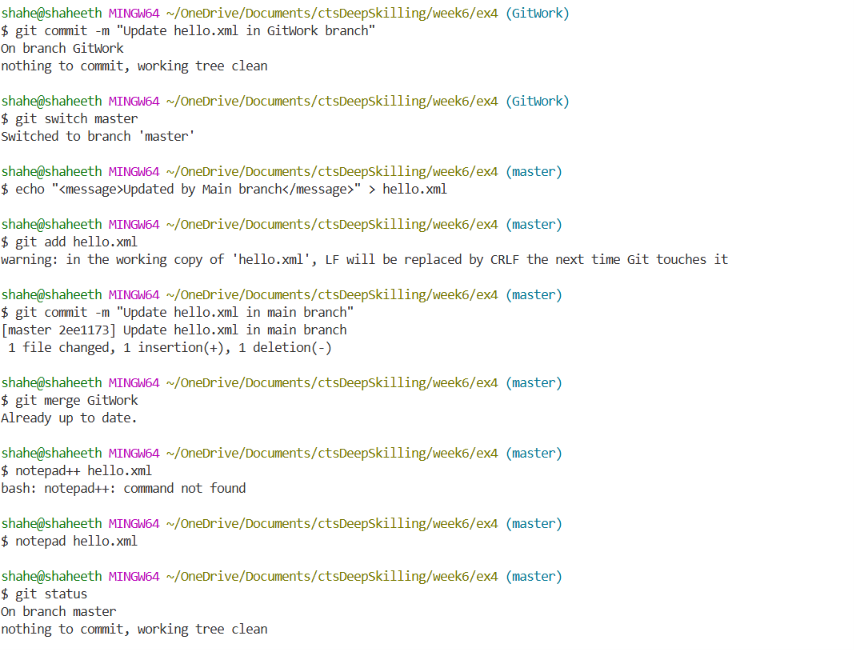 shahe@shaheeth MINGW64 ~/OneDrive/Documents/ctsDeepSkilling/week6/ex4 (GitWork)
$ git commit -m "Update hello.xml in GitWork branch"
On branch GitWork
nothing to commit, working tree clean
shahe@shaheeth MINGW64 ~/OneDrive/Documents/ctsDeepSkilling/week6/ex4 (GitWork)
$ git switch master
Switched to branch 'master'
shahe@shaheeth MINGW64 ~/OneDrive/Documents/ctsDeepSkilling/week6/ex4 (master)
$ echo "<message>Updated by Main branch</message>" > hello.xml
shahe@shaheeth MINGW64 ~/OneDrive/Documents/ctsDeepSkilling/week6/ex4 (master)
$ git add hello.xml
warning: in the working copy of 'hello.xml', LF will be replaced by CRLF the next time Git touches it
shahe@shaheeth MINGW64 ~/OneDrive/Documents/ctsDeepSkilling/week6/ex4 (master)
$ git commit -m "Update hello.xml in main branch"
[master 2ee1173] Update hello.xml in main branch
 1 file changed, 1 insertion(+), 1 deletion(-)
shahe@shaheeth MINGW64 ~/OneDrive/Documents/ctsDeepSkilling/week6/ex4 (master)
$ git merge GitWork
Already up to date.
shahe@shaheeth MINGW64 ~/OneDrive/Documents/ctsDeepSkilling/week6/ex4 (master)
$ notepad++ hello.xml
bash: notepad++: command not found
shahe@shaheeth MINGW64 ~/OneDrive/Documents/ctsDeepSkilling/week6/ex4 (master)
$ notepad hello.xml
shahe@shaheeth MINGW64 ~/OneDrive/Documents/ctsDeepSkilling/week6/ex4 (master)
$ git status
On branch master
nothing to commit, working tree clean